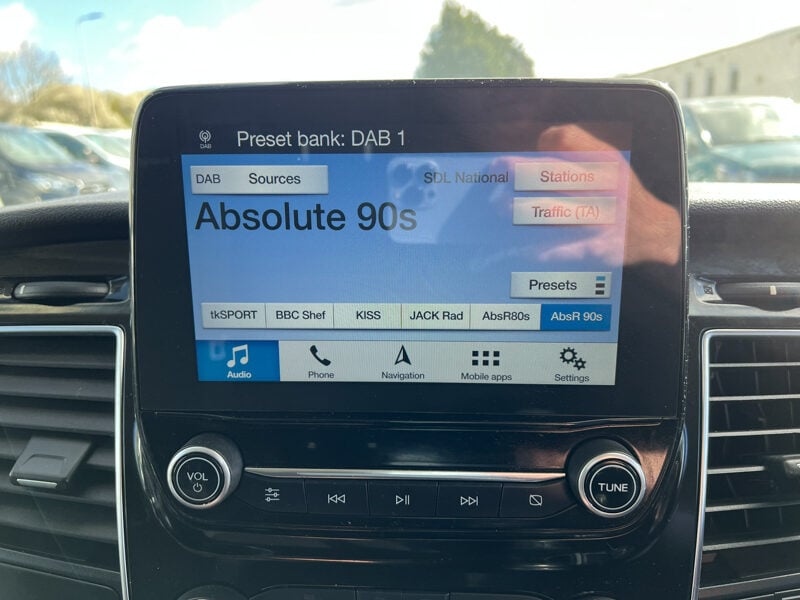 DAB
Preset bank: DAB 1
DAB Sources
SDL National Stations
Absolute 90s
Traffic (TA)
Presets
tkSPORT BBC Shef KISS JACK Rad AbsR80s AbsR 90s
Audio Phone Navigation Mobile apps Settings
VOL
TUNE